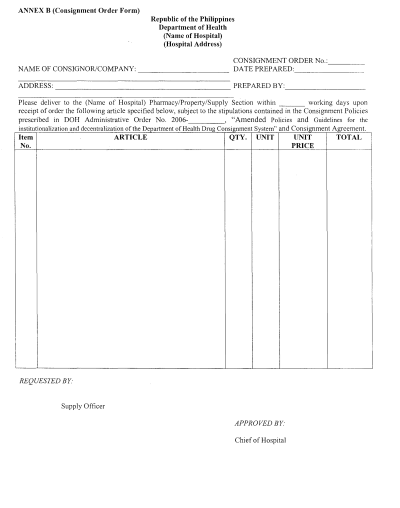 ANNEX B (Consignment Order Form)
Republic of the Philippines
Department of Health
(Name of Hospital)
(Hospital Address)
CONSIGNMENT ORDER No.:__________
NAME OF CONSIGNOR/COMPANY: ________________________ DATE PREPARED:__________________
ADDRESS: ________________________ PREPARED BY:____________________
Please deliver to the (Name of Hospital) Pharmacy/Property/Supply Section within _______ working days upon
receipt of order the following article specified below, subject to the stipulations contained in the Consignment Policies
prescribed in DOH Administrative Order No. 2006-__________, "Amended Policies and Guidelines for the
institutionalization and decentralization of the Department of Health Drug Consignment System" and Consignment Agreement.
Item No. ARTICLE QTY. UNIT UNIT PRICE TOTAL
REQUESTED BY:
Supply Officer
APPROVED BY:
Chief of Hospital